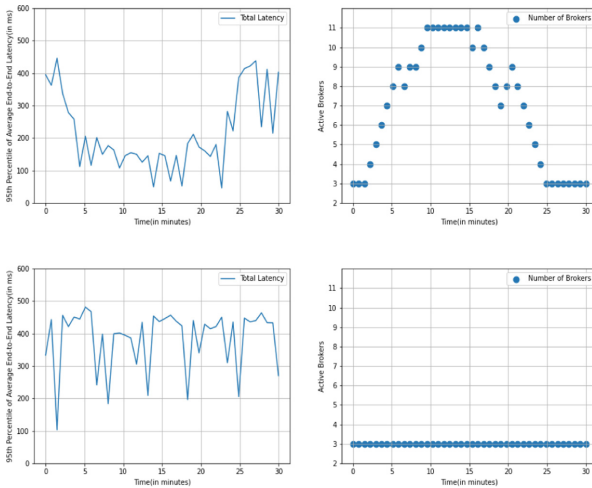 600
500
400
300
200
100
0
95th Percentile of Average End-to-End Latency(in ms)
Total Latency
0 5 10 15 20 25 30
Time(in minutes)
11
10
9
8
7
6
5
4
3
2
Active Brokers
Number of Brokers
0 5 10 15 20 25 30
Time(in minutes)
600
500
400
300
200
100
0
95th Percentile of Average End-to-End Latency(in ms)
Total Latency
0 5 10 15 20 25 30
Time(in minutes)
11
10
9
8
7
6
5
4
3
2
Active Brokers
Number of Brokers
0 5 10 15 20 25 30
Time(in minutes)